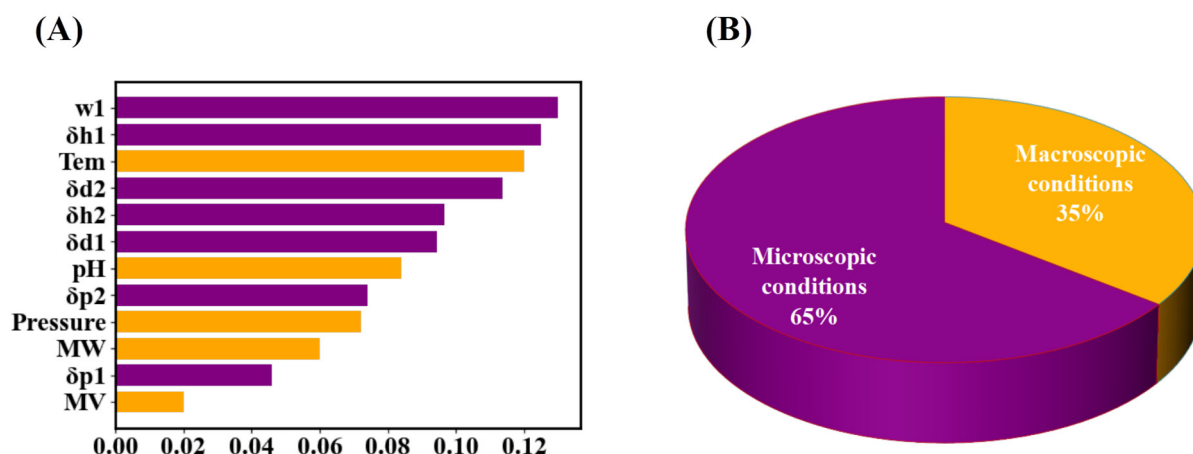 (A)
(B)
w1
δh1
Tem
δd2
δh2
δd1
pH
δp2
Pressure
MW
δp1
MV
0.00 0.02 0.04 0.06 0.08 0.10 0.12
Macroscopic
conditions
35%
Microscopic
conditions
65%